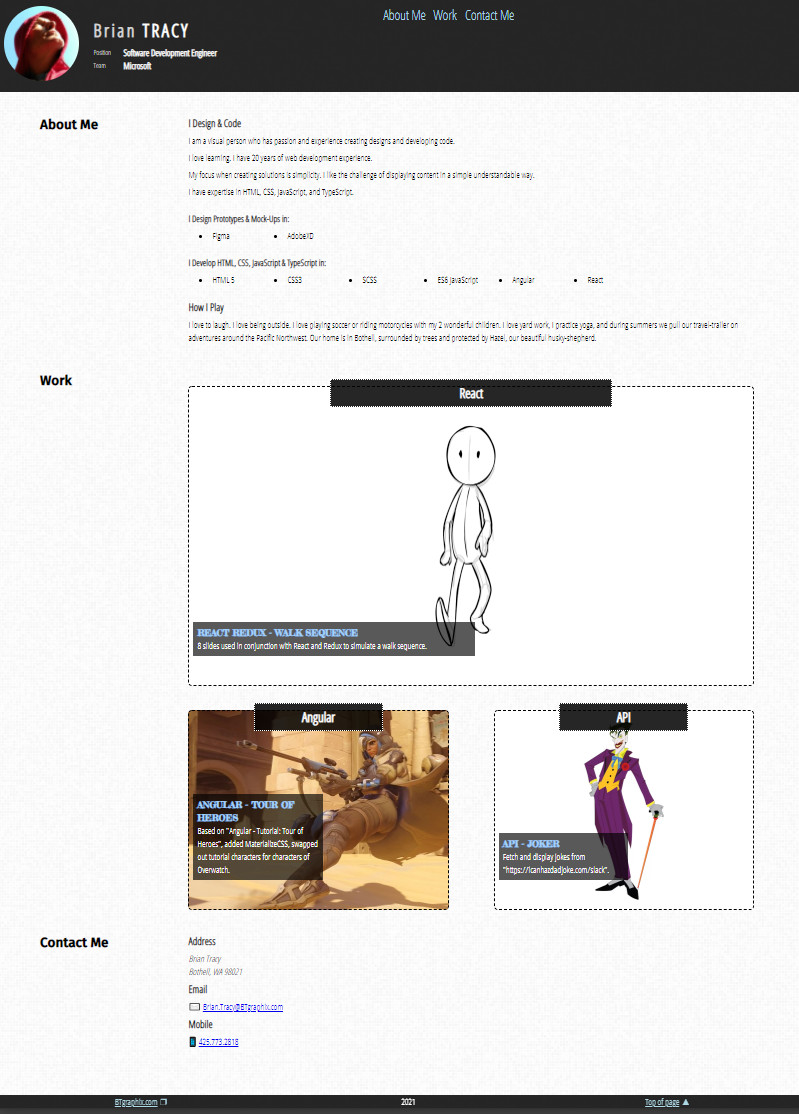 About Me Work Contact Me
Brian TRACY
Position Software Development Engineer
Team Microsoft
About Me
I Design & Code
I am a visual person who has passion and experience creating designs and developing code.
I love learning. I have 20 years of web development experience.
My focus when creating solutions is simplicity. I like the challenge of displaying content in a simple understandable way.
I have expertise in HTML, CSS, JavaScript, and TypeScript.
I Design Prototypes & Mock-Ups in:
• Figma • AdobeXD
I Develop HTML, CSS, JavaScript & TypeScript in:
• HTML 5 • CSS3 • SCSS • ES6 JavaScript • Angular • React
How I Play
I love to laugh. I love being outside. I love playing soccer or riding motorcycles with my 2 wonderful children. I love yard work, I practice yoga, and during summers we pull our travel-trailer on
adventures around the Pacific Northwest. Our home is in Bothell, surrounded by trees and protected by Hazel, our beautiful husky-shepherd.
Work
React
REACT REDUX - WALK SEQUENCE
8 slides used in conjunction with React and Redux to simulate a walk sequence.
Angular
ANGULAR - TOUR OF
HEROES
Based on "Angular - Tutorial: Tour of
Heroes", added MaterializeCSS, swapped
out tutorial characters for characters of
Overwatch.
API
API - JOKER
Fetch and display jokes from
"https://icanhazdadjoke.com/slack".
Contact Me
Address
Brian Tracy
Bothell, WA 98021
Email
Brian.Tracy@BTgraphix.com
Mobile
425.773.2818
BTgraphix.com 2021 Top of page